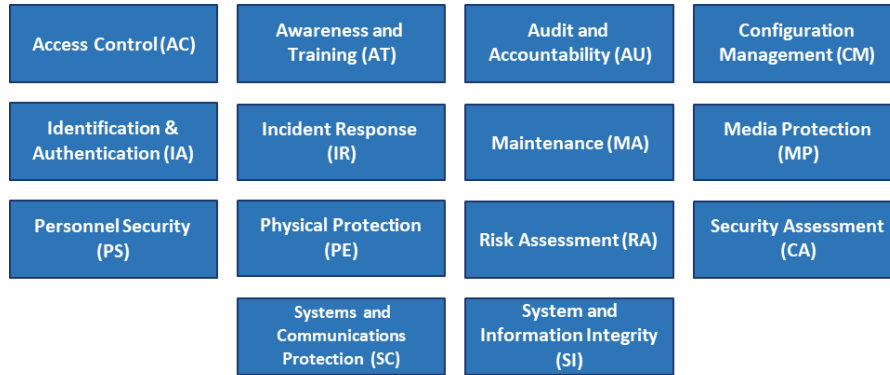 Access Control (AC)
Awareness and
Training (AT)
Audit and
Accountability (AU)
Configuration
Management (CM)
Identification &
Authentication (IA)
Incident Response
(IR)
Maintenance (MA)
Media Protection
(MP)
Personnel Security
(PS)
Physical Protection
(PE)
Risk Assessment (RA)
Security Assessment
(CA)
Systems and
Communications
Protection (SC)
System and
Information Integrity
(SI)